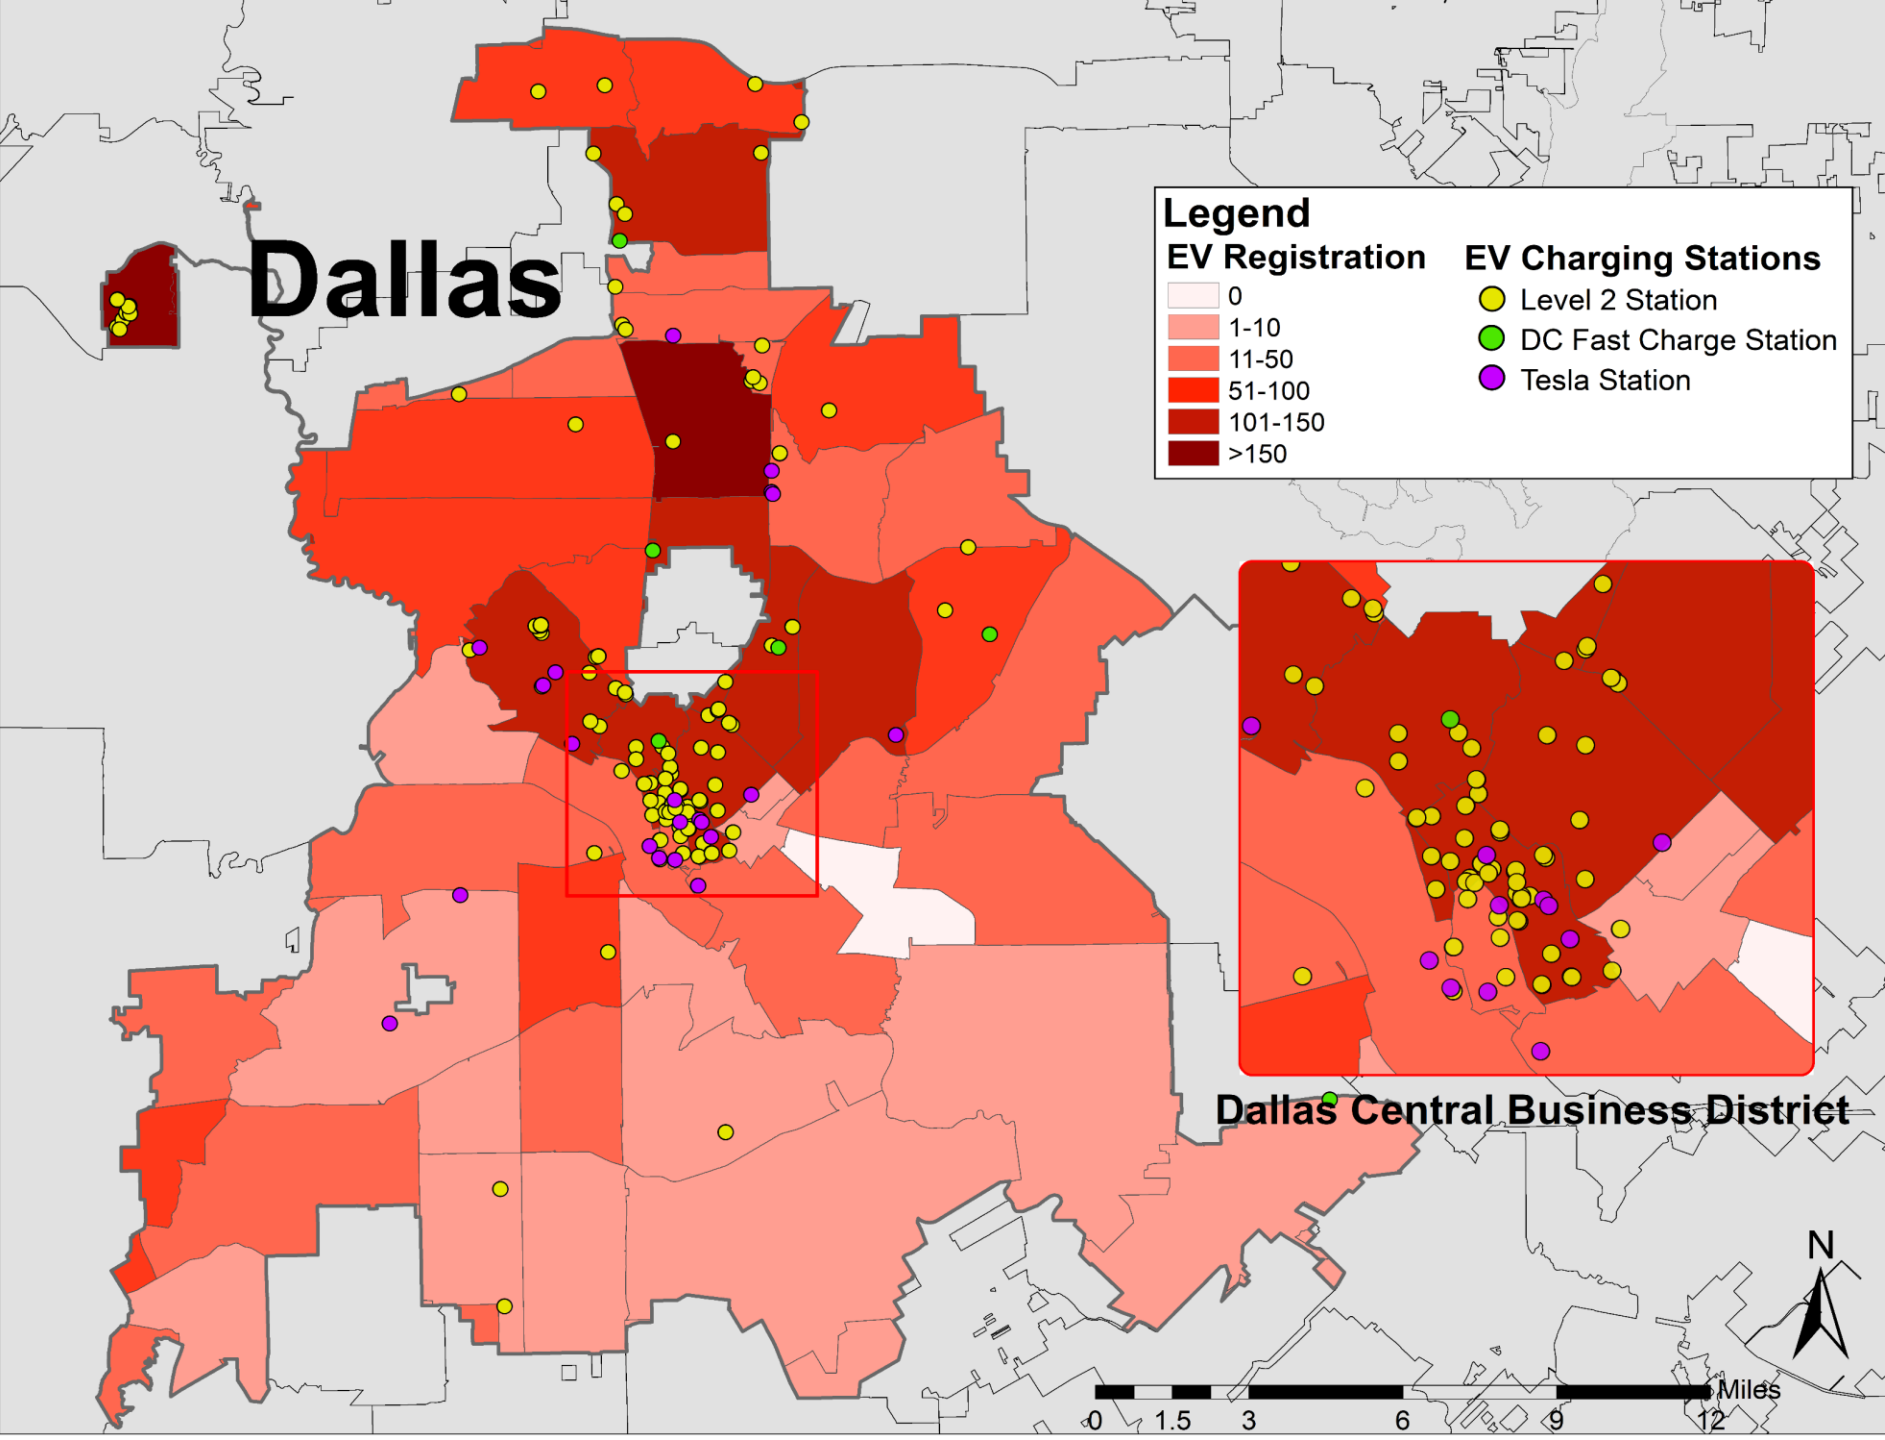 Dallas
Legend
EV Registration
0
1-10
11-50
51-100
101-150
>150
EV Charging Stations
Level 2 Station
DC Fast Charge Station
Tesla Station
Dallas Central Business District
N
Miles
0 1.5 3 6 9 12